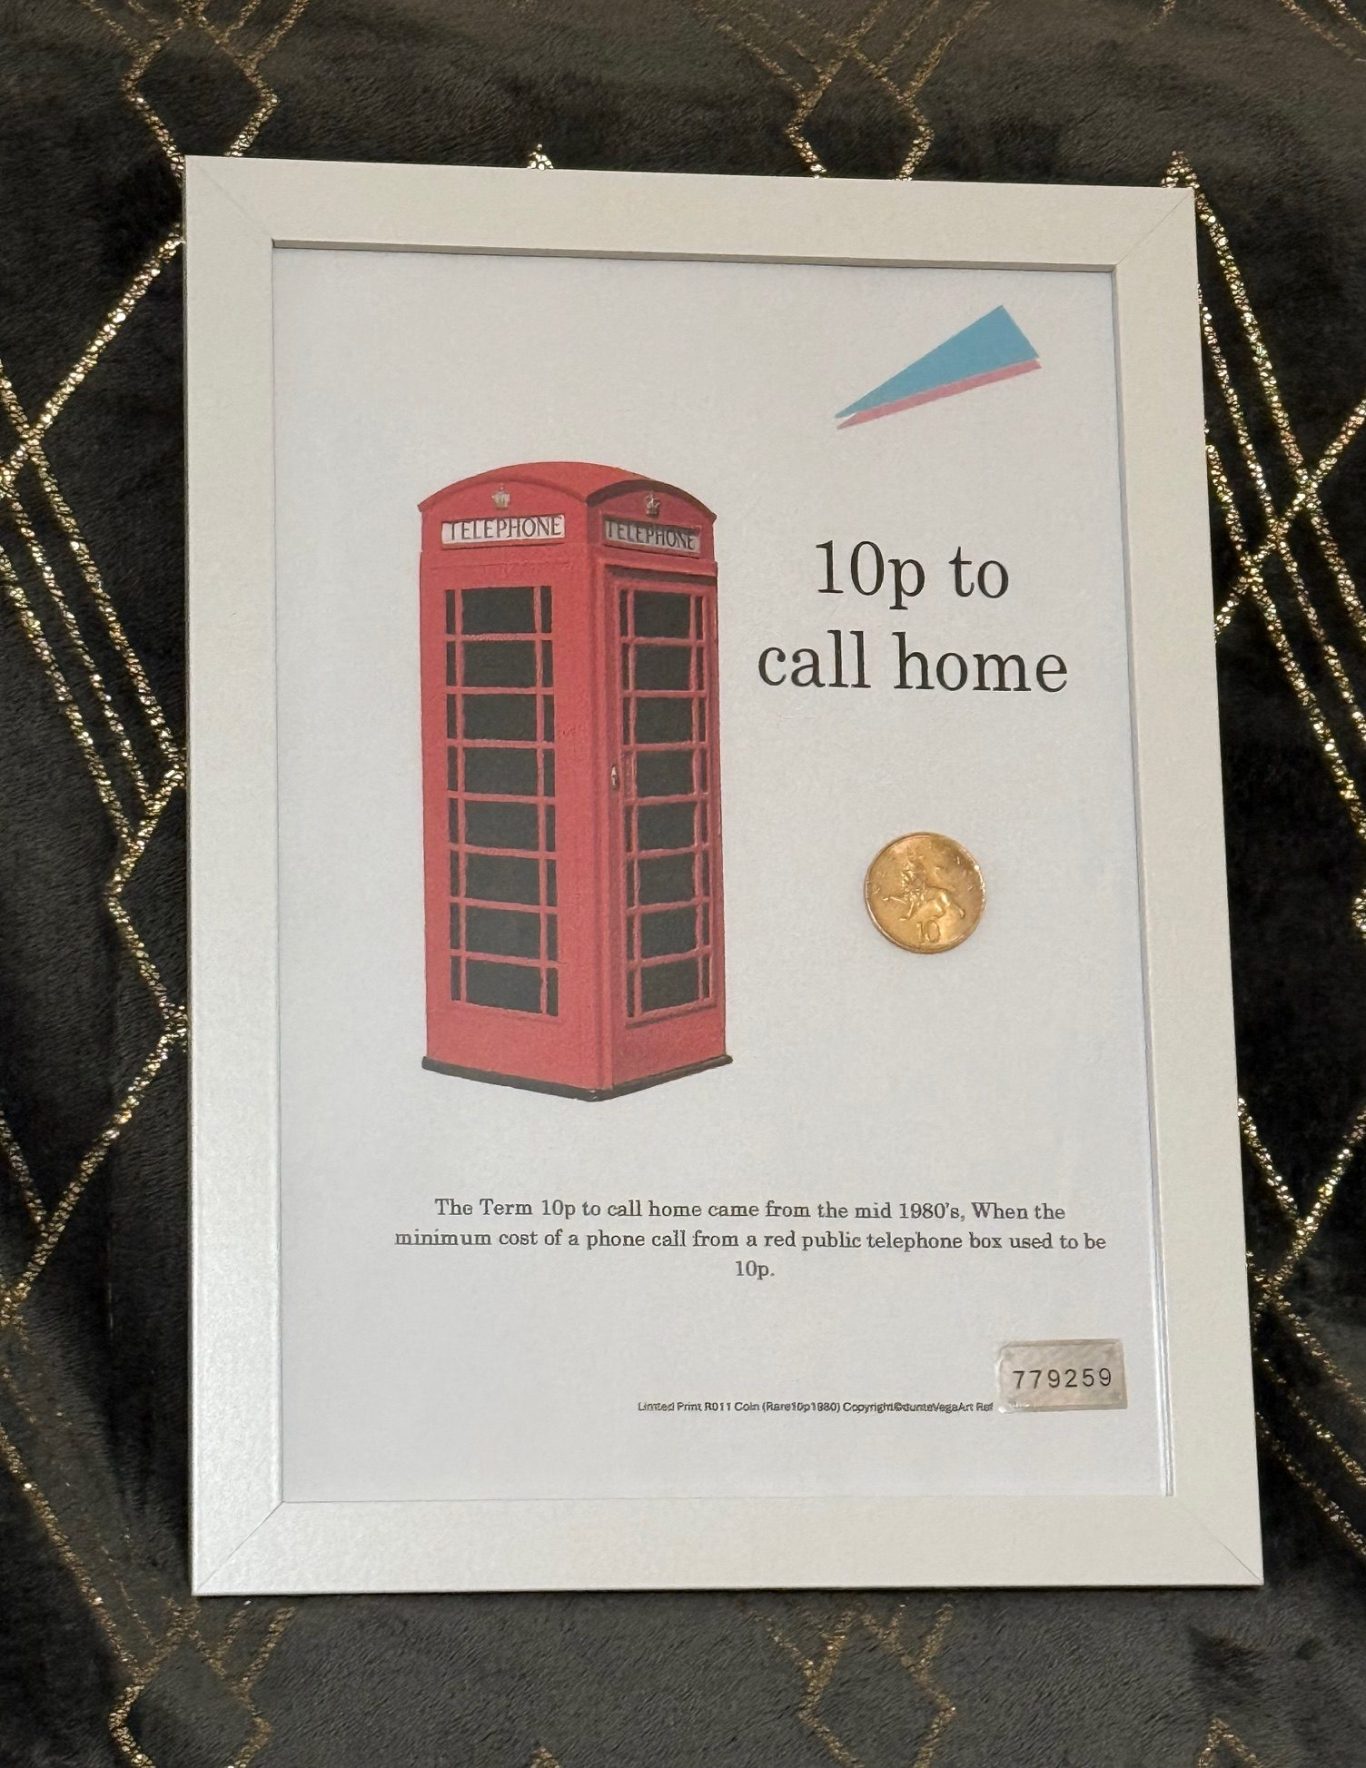 TELEPHONE TELEPHONE
10p to
call home
10
The Term 10p to call home came from the mid 1980's, When the
minimum cost of a phone call from a red public telephone box used to be
10p.
779259
Limted Print R011 Coin (Rare10p1980) Copyright© VegaArt Ref